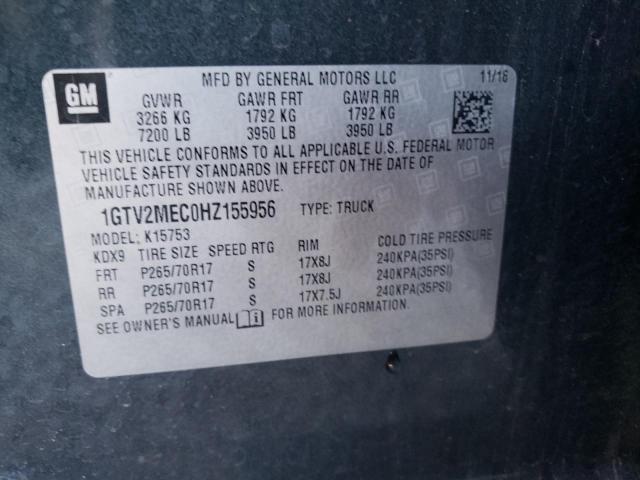 GM
MFD BY GENERAL MOTORS LLC 11/16
GVWR GAWR FRT GAWR RR
3266 KG 1792 KG 1792 KG
7200 LB 3950 LB 3950 LB
THIS VEHICLE CONFORMS TO ALL APPLICABLE U.S. FEDERAL MOTOR
VEHICLE SAFETY STANDARDS IN EFFECT ON THE DATE OF
MANUFACTURE SHOWN ABOVE.
1GTV2MEC0HZ155956 TYPE: TRUCK
MODEL: K15753
KDX9 TIRE SIZE SPEED RTG RIM COLD TIRE PRESSURE
FRT P265/70R17 S 17X8J 240KPA(35PSI)
RR P265/70R17 S 17X8J 240KPA(35PSI)
SPA P265/70R17 S 17X7.5J 240KPA(35PSI)
SEE OWNER'S MANUAL FOR MORE INFORMATION.